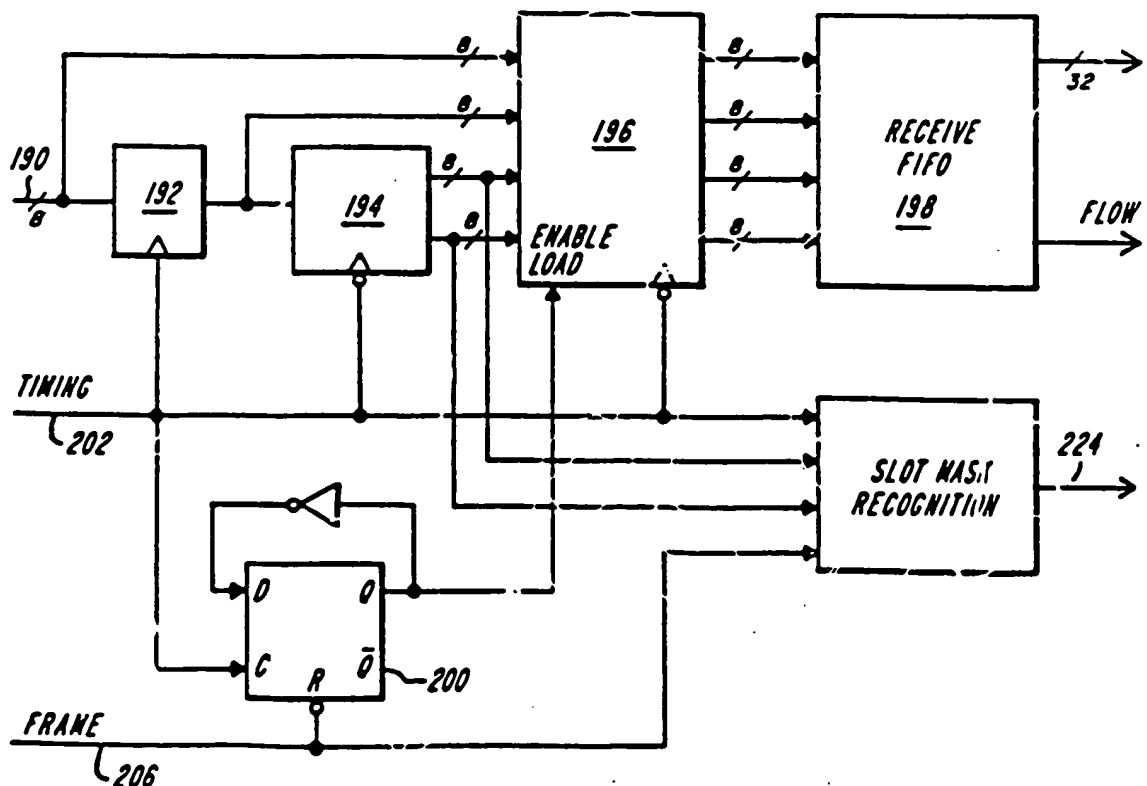 8
8
8
8
8
8
8
8
32
190
8
192
194
196
RECEIVE
FIFO
198
FLOW
ENABLE
LOAD
TIMING
202
SLOT MASK
RECOGNITION
224
D
Q
C
Q̅
R
200
FRAME
206